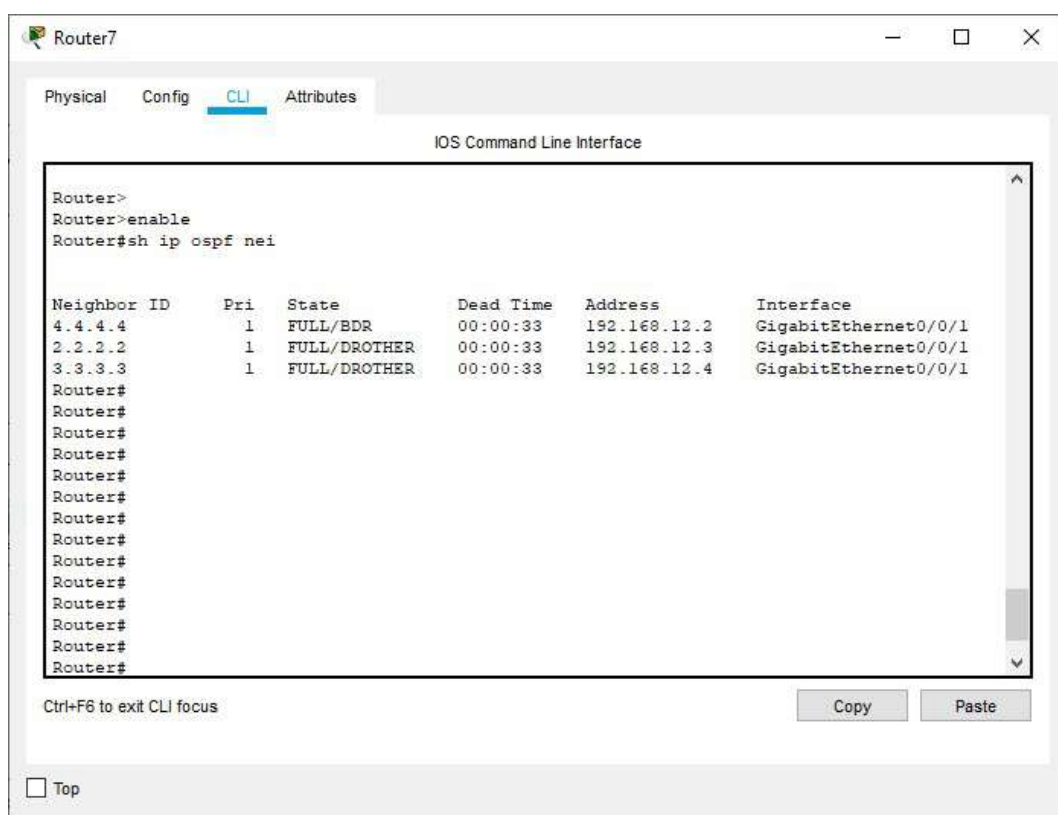 Router7
Physical Config CLI Attributes
IOS Command Line Interface
Router>
Router>enable
Router#sh ip ospf nei
Neighbor ID Pri State Dead Time Address Interface
4.4.4.4 1 FULL/BDR 00:00:33 192.168.12.2 GigabitEthernet0/0/1
2.2.2.2 1 FULL/DROTHER 00:00:33 192.168.12.3 GigabitEthernet0/0/1
3.3.3.3 1 FULL/DROTHER 00:00:33 192.168.12.4 GigabitEthernet0/0/1
Router#
Router#
Router#
Router#
Router#
Router#
Router#
Router#
Router#
Router#
Router#
Router#
Router#
Router#
Ctrl+F6 to exit CLI focus
Copy Paste
Top